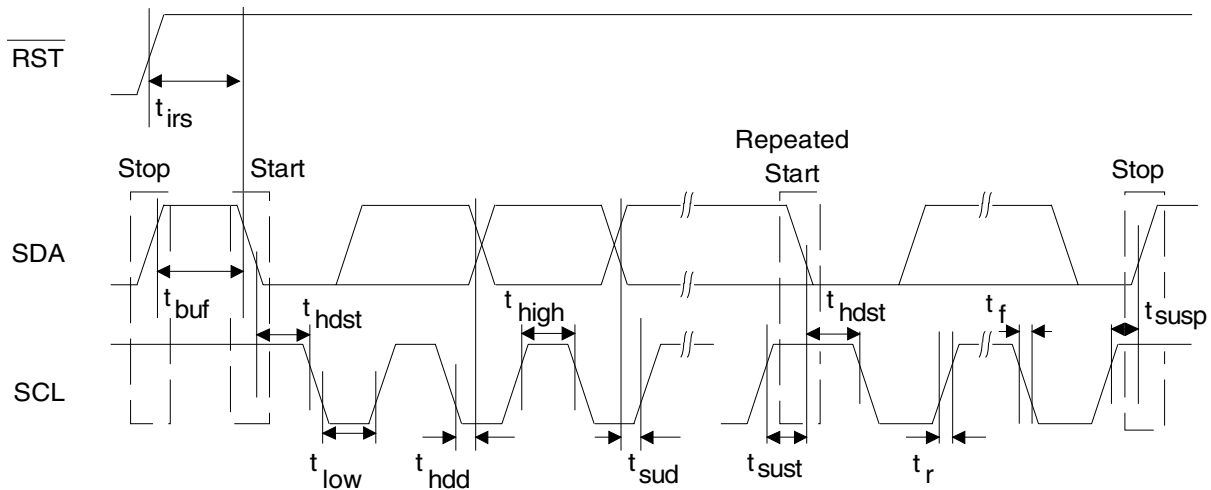 RST
t irs
Repeated
Stop Start Start Stop
SDA
t buf t hdst t high t hdst t f t susp
SCL
t low t hdd t sud t sust t r